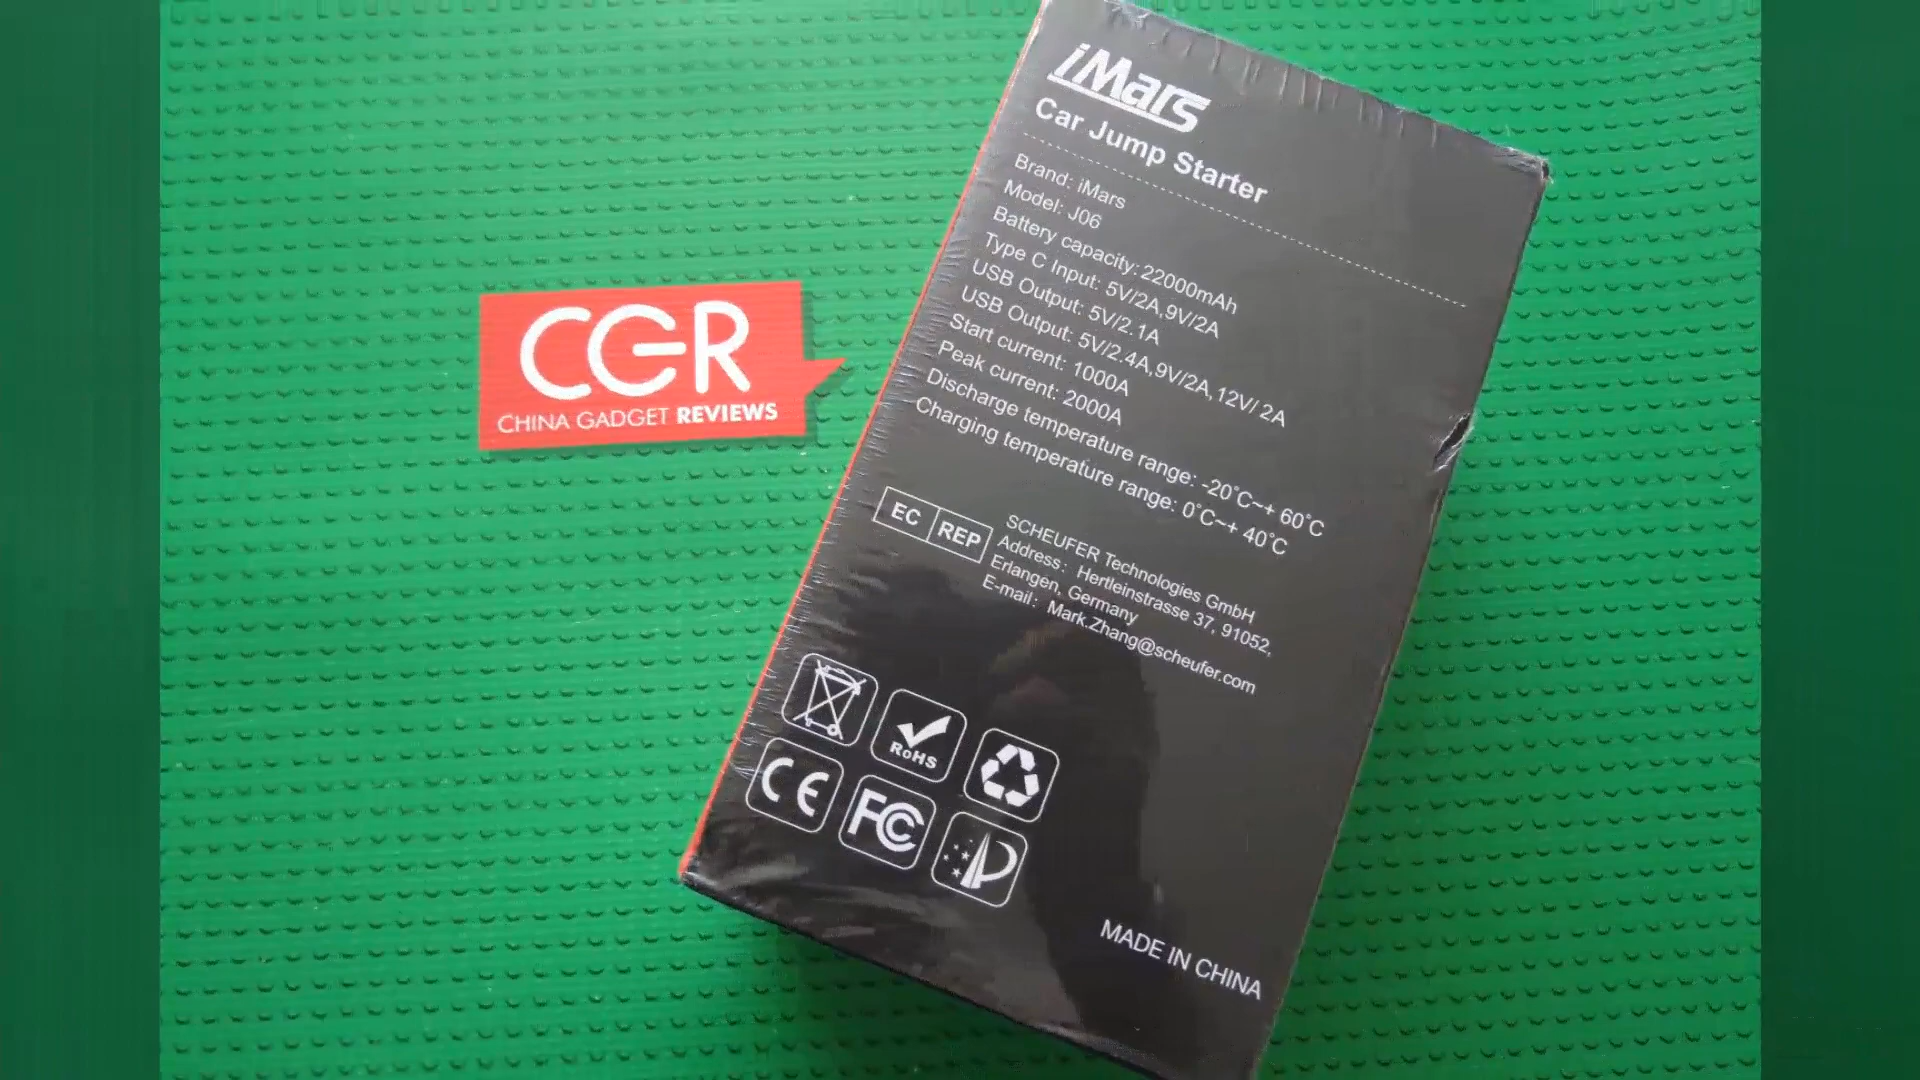 CGR
CHINA GADGET REVIEWS
iMars
Car Jump Starter
Brand: iMars
Model: J06
Battery capacity: 22000mAh
Type C Input: 5V/2A,9V/2A
USB Output: 5V/2.1A
USB Output: 5V/2.4A,9V/2A,12V/ 2A
Start current: 1000A
Peak current: 2000A
Discharge temperature range: -20°C~+ 60°C
Charging temperature range: 0°C~+ 40°C
EC REP
SCHEUFER Technologies GmbH
Address: Hertleinstrasse 37, 91052,
Erlangen, Germany
E-mail: Mark.Zhang@scheufer.com
RoHS
CE
FC
P
MADE IN CHINA